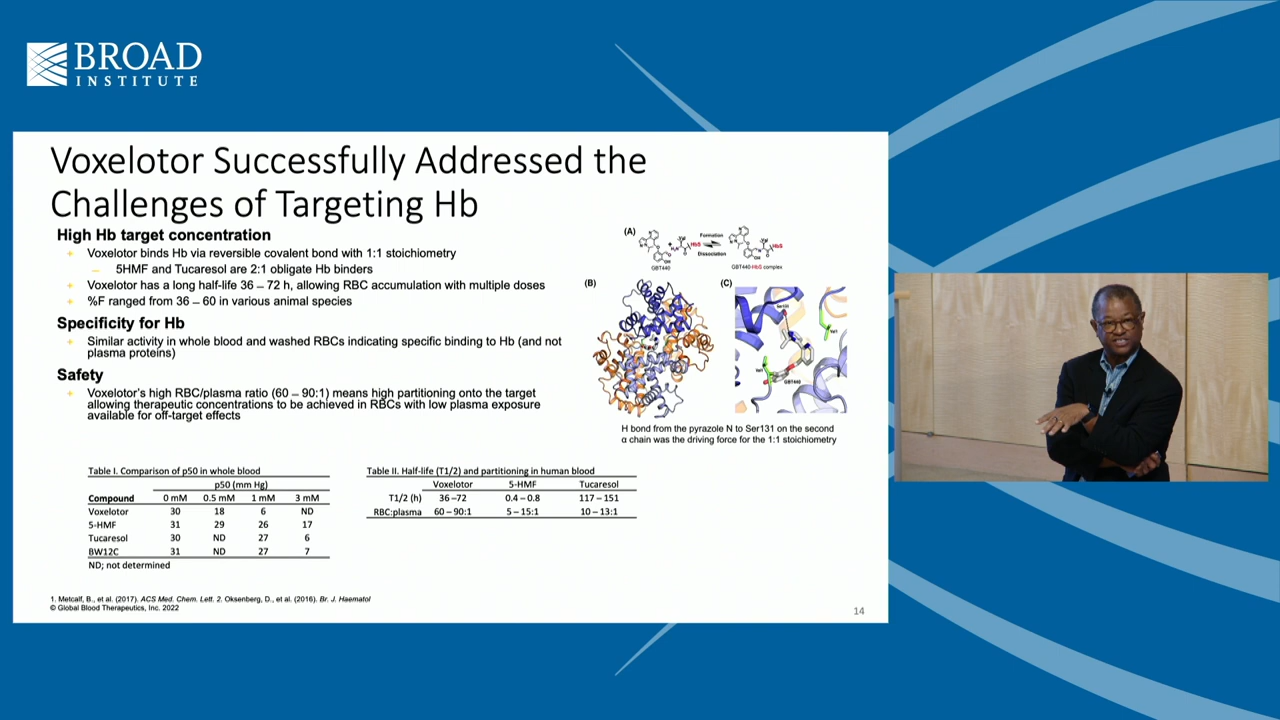 BROAD
INSTITUTE
Voxelotor Successfully Addressed the
Challenges of Targeting Hb
High Hb target concentration
Voxelotor binds Hb via reversible covalent bond with 1:1 stoichiometry
– 5HMF and Tucaresol are 2:1 obligate Hb binders
Voxelotor has a long half-life 36 – 72 h, allowing RBC accumulation with multiple doses
%F ranged from 36 – 60 in various animal species
Specificity for Hb
Similar activity in whole blood and washed RBCs indicating specific binding to Hb (and not
plasma proteins)
Safety
Voxelotor's high RBC/plasma ratio (60 – 90:1) means high partitioning onto the target
allowing therapeutic concentrations to be achieved in RBCs with low plasma exposure
available for off-target effects
(A)
Formation
Dissociation
HbS
HbS
GBT440
GBT440-HbS complex
(B)
(C)
Ser131
Val1
Val1
GBT440
H bond from the pyrazole N to Ser131 on the second
α chain was the driving force for the 1:1 stoichiometry
Table I. Comparison of p50 in whole blood
p50 (mm Hg)
Compound 0 mM 0.5 mM 1 mM 3 mM
Voxelotor 30 18 6 ND
5-HMF 31 29 26 17
Tucaresol 30 ND 27 6
BW12C 31 ND 27 7
ND; not determined
Table II. Half-life (T1/2) and partitioning in human blood
Voxelotor 5-HMF Tucaresol
T1/2 (h) 36 –72 0.4 – 0.8 117 – 151
RBC:plasma 60 – 90:1 5 – 15:1 10 – 13:1
1. Metcalf, B., et al. (2017). ACS Med. Chem. Lett. 2. Oksenberg, D., et al. (2016). Br. J. Haematol
© Global Blood Therapeutics, Inc. 2022
14